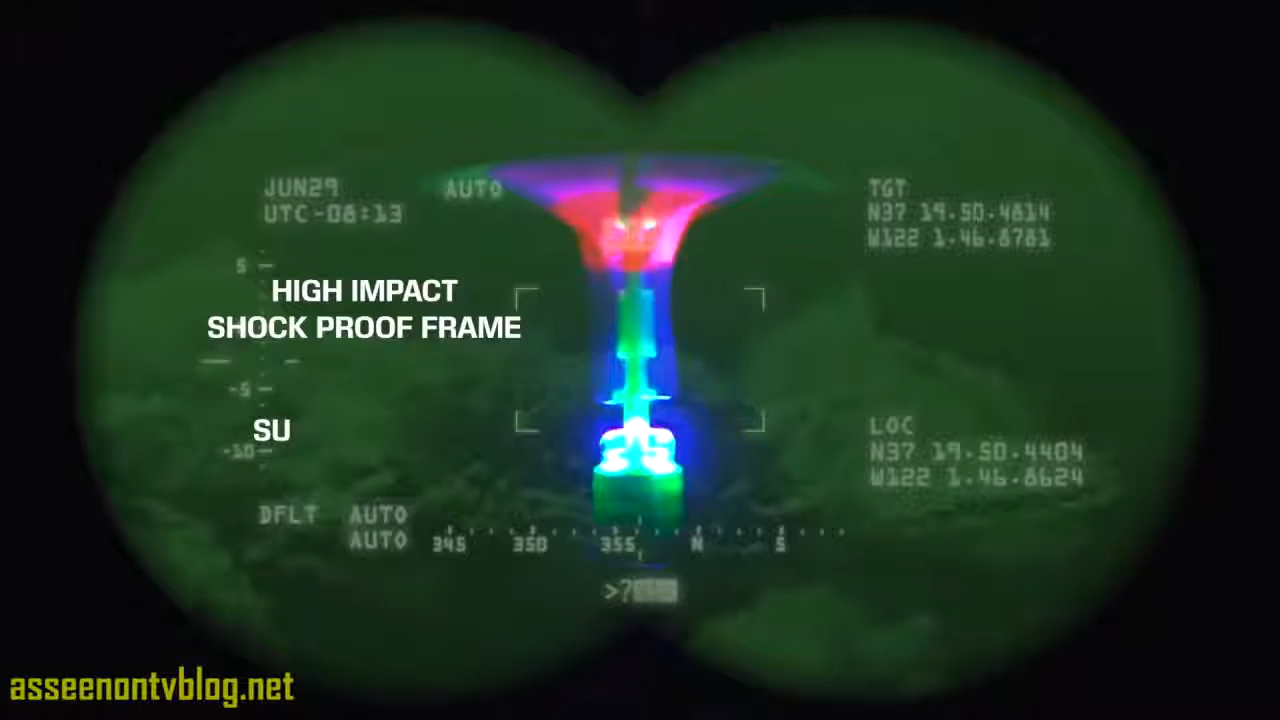 JUN29
UTC-08:13
AUTO
TGT
N37 19.50.4814
W122 1.46.8781
5
HIGH IMPACT
SHOCK PROOF FRAME
-5
SU
-10
LOC
N37 19.50.4404
W122 1.46.8624
DFLT AUTO
AUTO
345 350 355 N S
>7
asseenontvblog.net